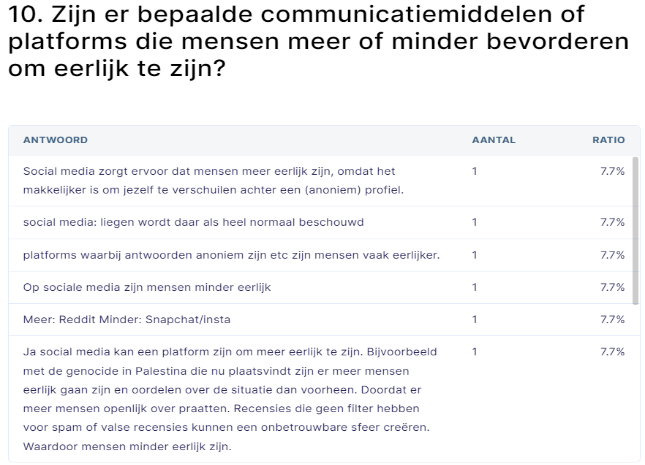 10. Zijn er bepaalde communicatiemiddelen of
platforms die mensen meer of minder bevorderen
om eerlijk te zijn?
ANTWOORD AANTAL RATIO
Social media zorgt ervoor dat mensen meer eerlijk zijn, omdat het 1 7.7%
makkelijker is om jezelf te verschuilen achter een (anoniem) profiel.
social media: liegen wordt daar als heel normaal beschouwd 1 7.7%
platforms waarbij antwoorden anoniem zijn etc zijn mensen vaak eerlijker. 1 7.7%
Op sociale media zijn mensen minder eerlijk 1 7.7%
Meer: Reddit Minder: Snapchat/insta 1 7.7%
Ja social media kan een platform zijn om meer eerlijk te zijn. Bijvoorbeeld 1 7.7%
met de genocide in Palestina die nu plaatsvindt zijn er meer mensen
eerlijk gaan zijn en oordelen over de situatie dan voorheen. Doordat er
meer mensen openlijk over praatten. Recensies die geen filter hebben
voor spam of valse recensies kunnen een onbetrouwbare sfeer creëren.
Waardoor mensen minder eerlijk zijn.